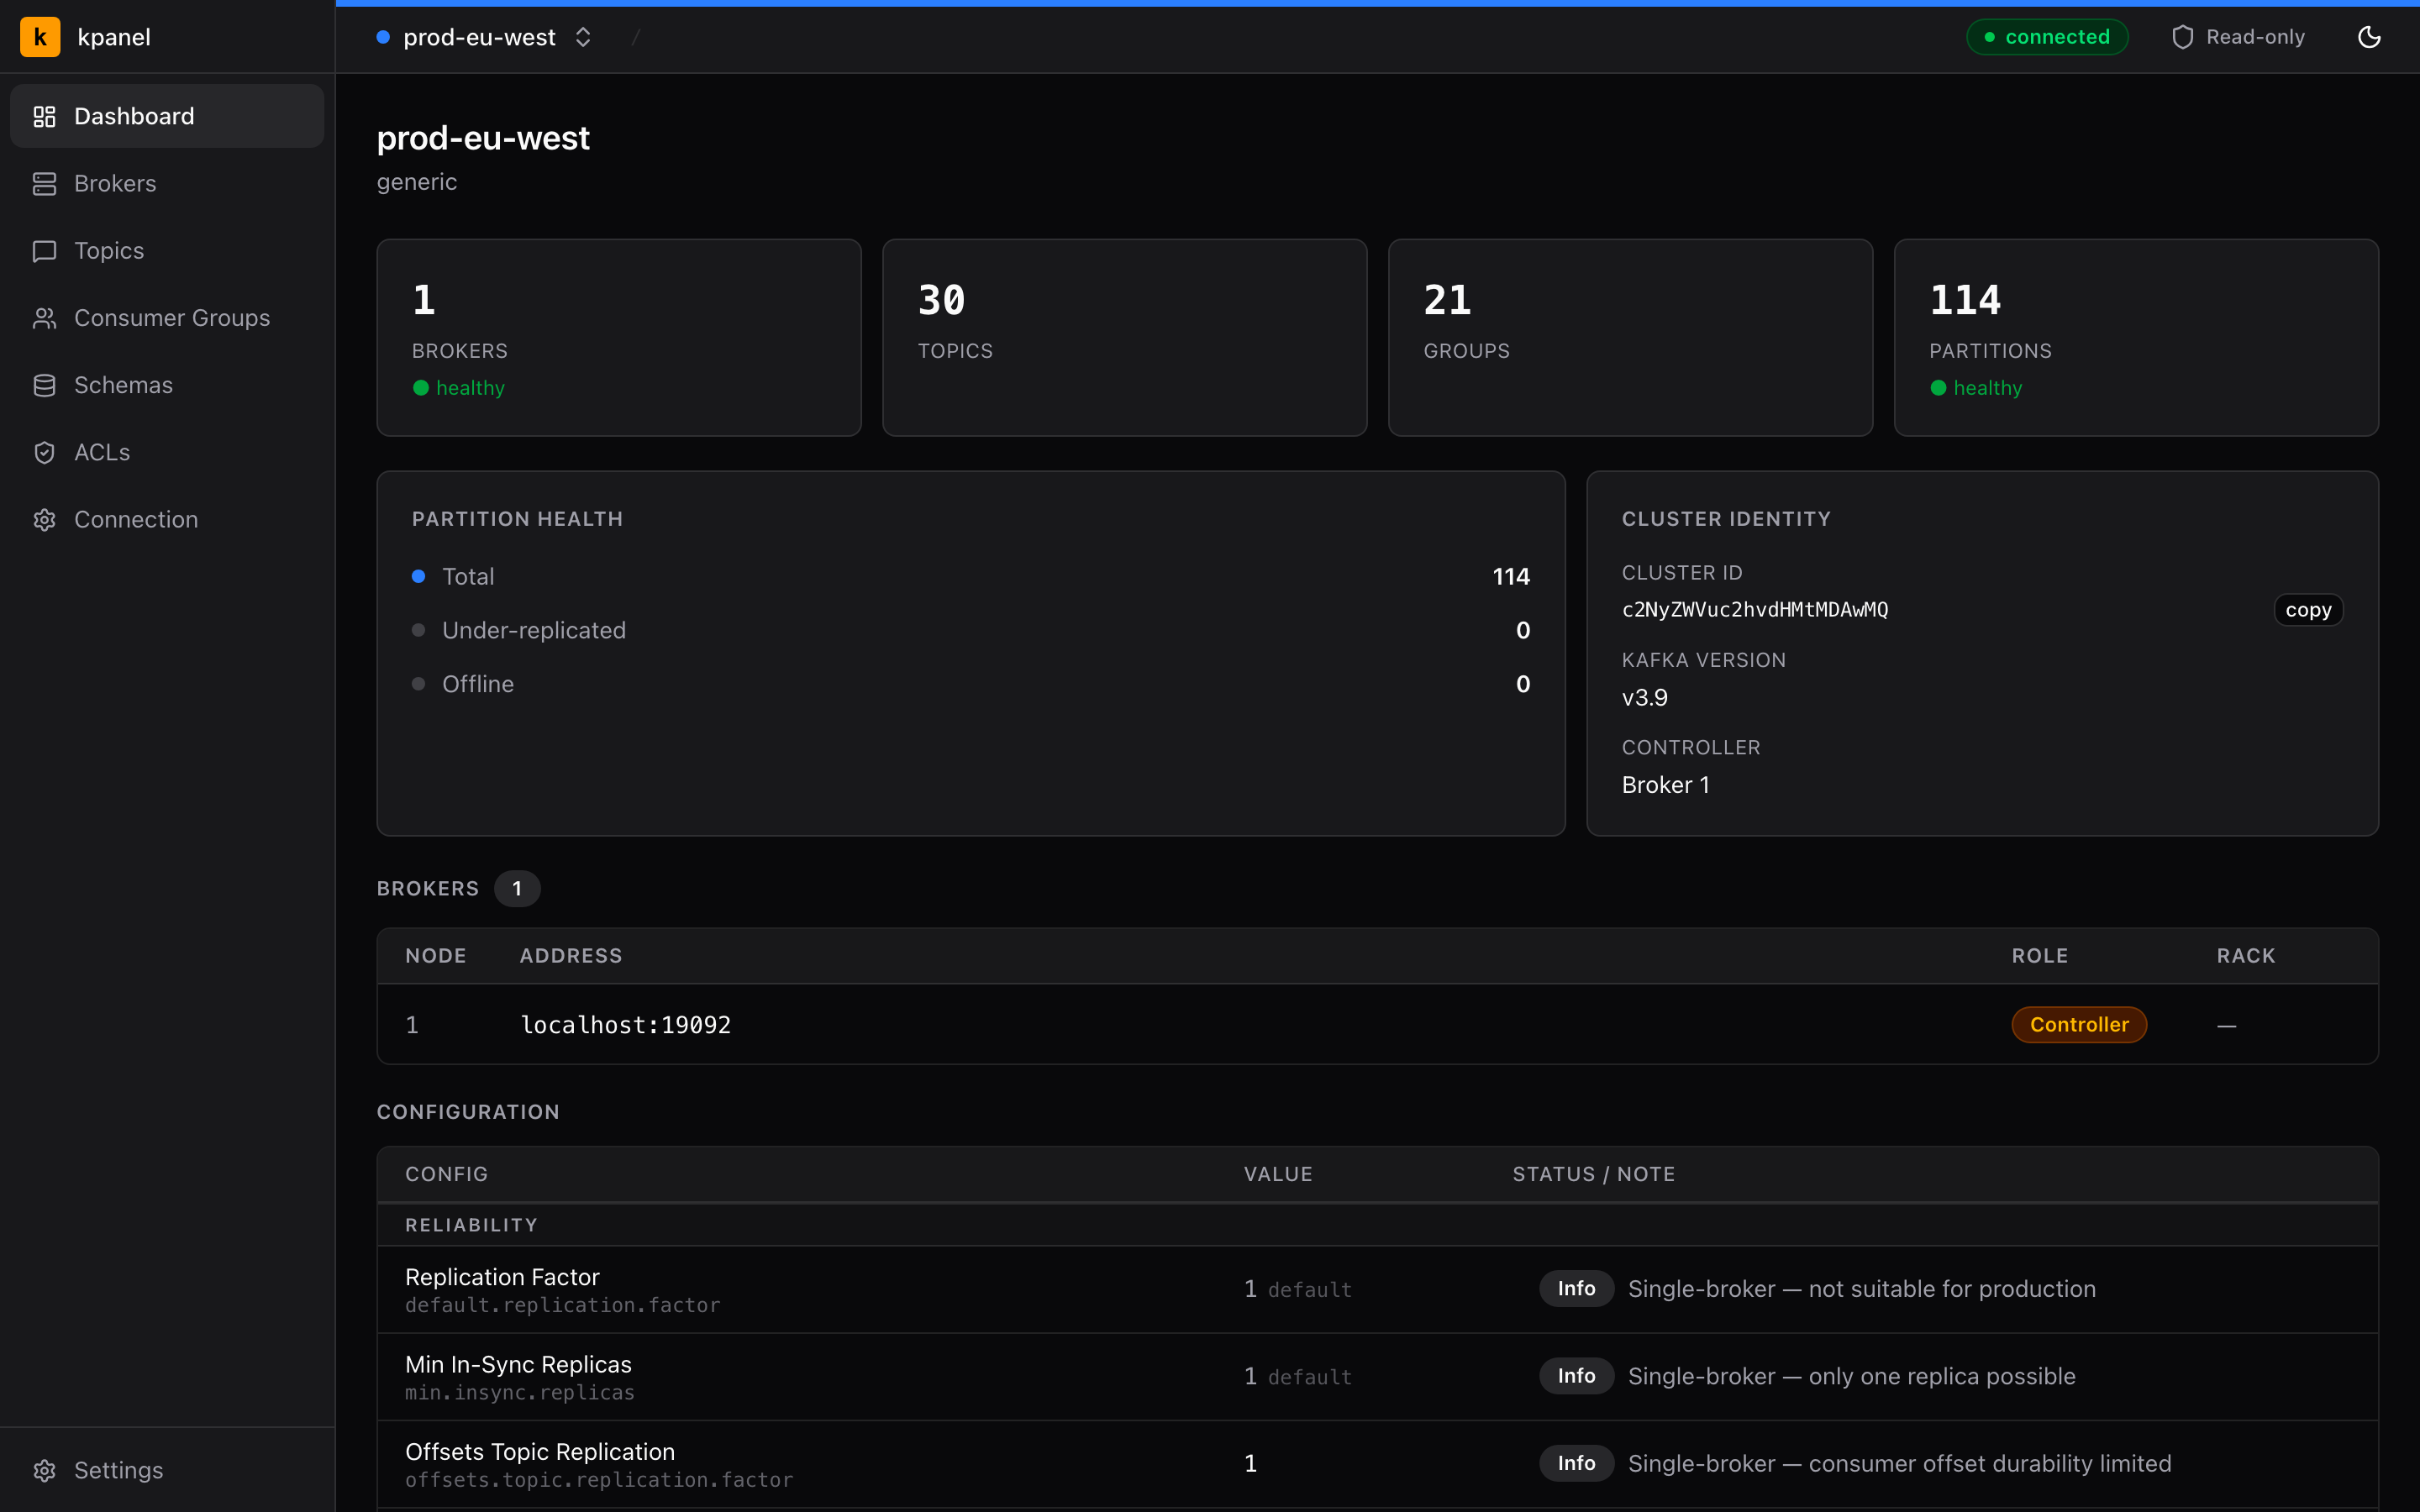 k kpanel
prod-eu-west /
connected
Read-only
Dashboard
Brokers
Topics
Consumer Groups
Schemas
ACLs
Connection
Settings
prod-eu-west
generic
1
BROKERS
healthy
30
TOPICS
21
GROUPS
114
PARTITIONS
healthy
PARTITION HEALTH
Total 114
Under-replicated 0
Offline 0
CLUSTER IDENTITY
CLUSTER ID
c2NyZWVuc2hvdHMtMDAwMQ copy
KAFKA VERSION
v3.9
CONTROLLER
Broker 1
BROKERS 1
NODE ADDRESS ROLE RACK
1 localhost:19092 Controller —
CONFIGURATION
CONFIG VALUE STATUS / NOTE
RELIABILITY
Replication Factor
default.replication.factor
1 default Info Single-broker — not suitable for production
Min In-Sync Replicas
min.insync.replicas
1 default Info Single-broker — only one replica possible
Offsets Topic Replication
offsets.topic.replication.factor
1 Info Single-broker — consumer offset durability limited